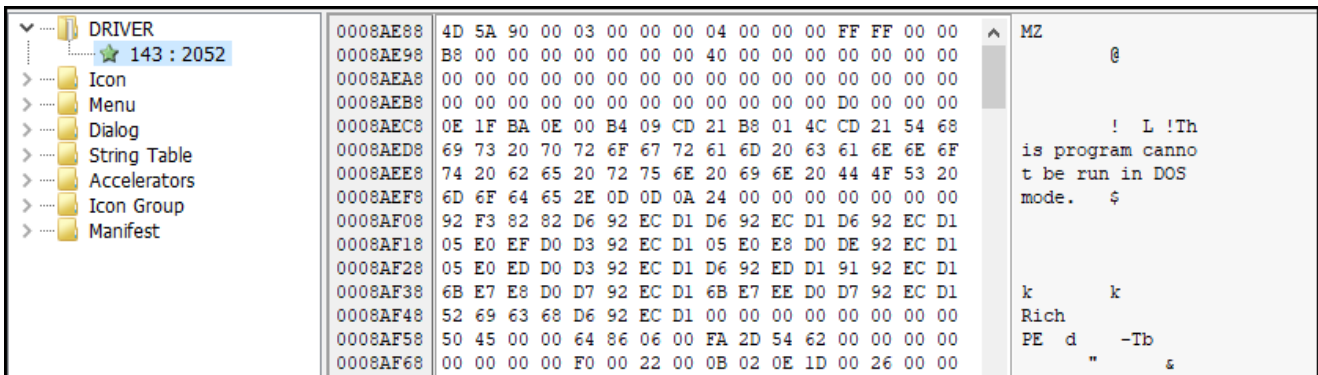 DRIVER
143 : 2052
Icon
Menu
Dialog
String Table
Accelerators
Icon Group
Manifest
0008AE88 4D 5A 90 00 03 00 00 00 04 00 00 00 FF FF 00 00 MZ
0008AE98 B8 00 00 00 00 00 00 00 40 00 00 00 00 00 00 00 @
0008AEA8 00 00 00 00 00 00 00 00 00 00 00 00 00 00 00 00
0008AEB8 00 00 00 00 00 00 00 00 00 00 00 00 D0 00 00 00
0008AEC8 0E 1F BA 0E 00 B4 09 CD 21 B8 01 4C CD 21 54 68 ! L !Th
0008AED8 69 73 20 70 72 6F 67 72 61 6D 20 63 61 6E 6E 6F is program canno
0008AEE8 74 20 62 65 20 72 75 6E 20 69 6E 20 44 4F 53 20 t be run in DOS
0008AEF8 6D 6F 64 65 2E 0D 0D 0A 24 00 00 00 00 00 00 00 mode. $
0008AF08 92 F3 82 82 D6 92 EC D1 D6 92 EC D1 D6 92 EC D1
0008AF18 05 E0 EF D0 D3 92 EC D1 05 E0 E8 D0 DE 92 EC D1
0008AF28 05 E0 ED D0 D3 92 EC D1 D6 92 ED D1 91 92 EC D1
0008AF38 6B E7 E8 D0 D7 92 EC D1 6B E7 EE D0 D7 92 EC D1 k k
0008AF48 52 69 63 68 D6 92 EC D1 00 00 00 00 00 00 00 00 Rich
0008AF58 50 45 00 00 64 86 06 00 FA 2D 54 62 00 00 00 00 PE d -Tb
0008AF68 00 00 00 00 F0 00 22 00 0B 02 0E 1D 00 26 00 00 " &